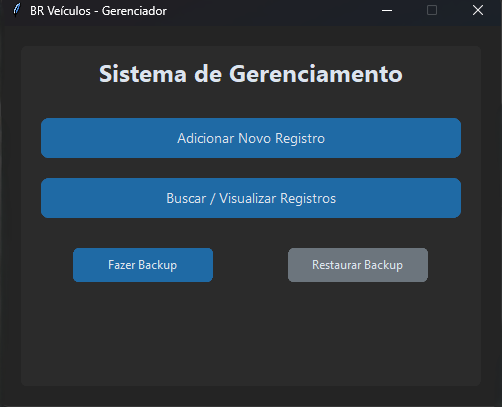 BR Veículos - Gerenciador
Sistema de Gerenciamento
Adicionar Novo Registro
Buscar / Visualizar Registros
Fazer Backup
Restaurar Backup